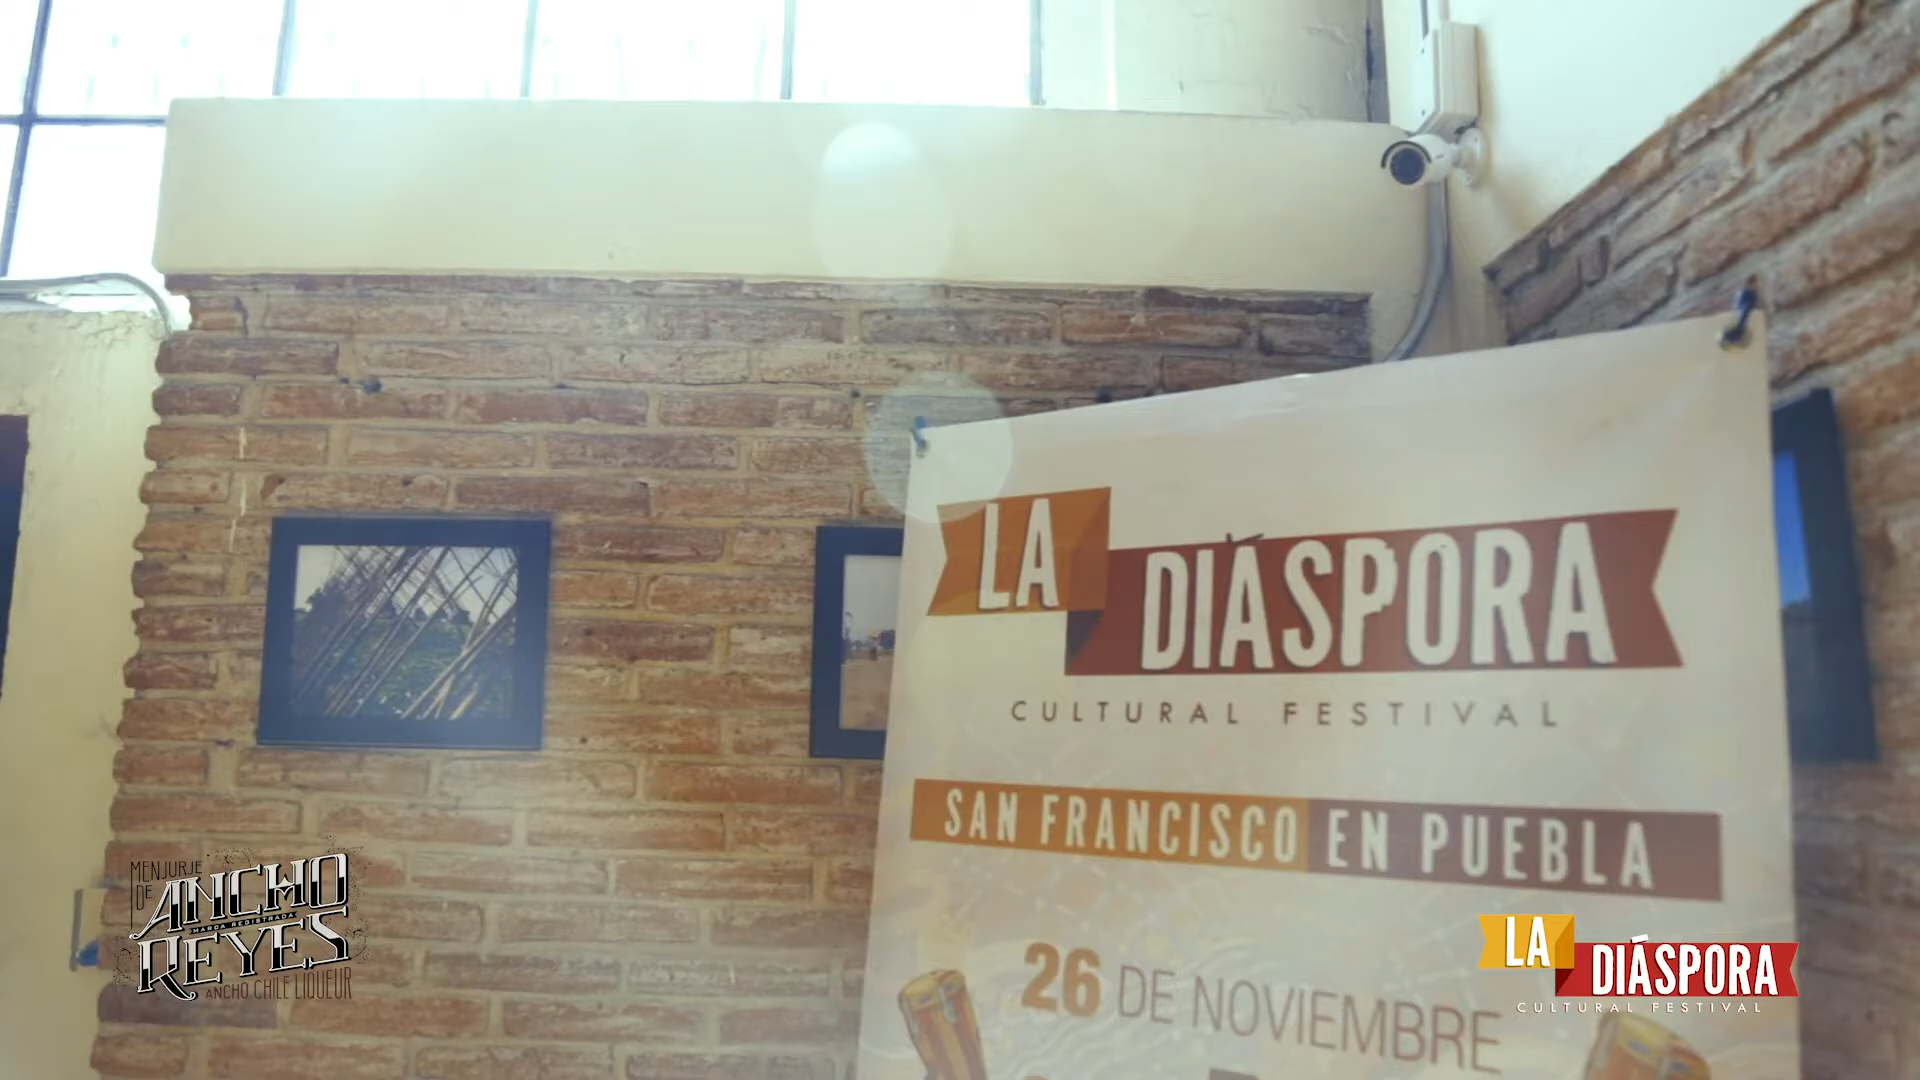 LA
DIÁSPORA
CULTURAL FESTIVAL
SAN FRANCISCO EN PUEBLA
26 DE NOVIEMBRE
MENJURJE
DE
ANCHO
MARCA REGISTRADA
REYES
ANCHO CHILE LIQUEUR
LA
DIÁSPORA
CULTURAL FESTIVAL